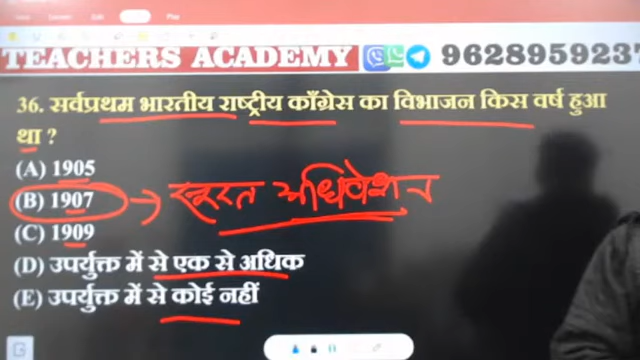 TEACHERS ACADEMY 9628959237
36. सर्वप्रथम भारतीय राष्ट्रीय काँग्रेस का विभाजन किस वर्ष हुआ
था ?
(A) 1905
(B) 1907 → सूरत अधिवेशन
(C) 1909
(D) उपर्युक्त में से एक से अधिक
(E) उपर्युक्त में से कोई नहीं